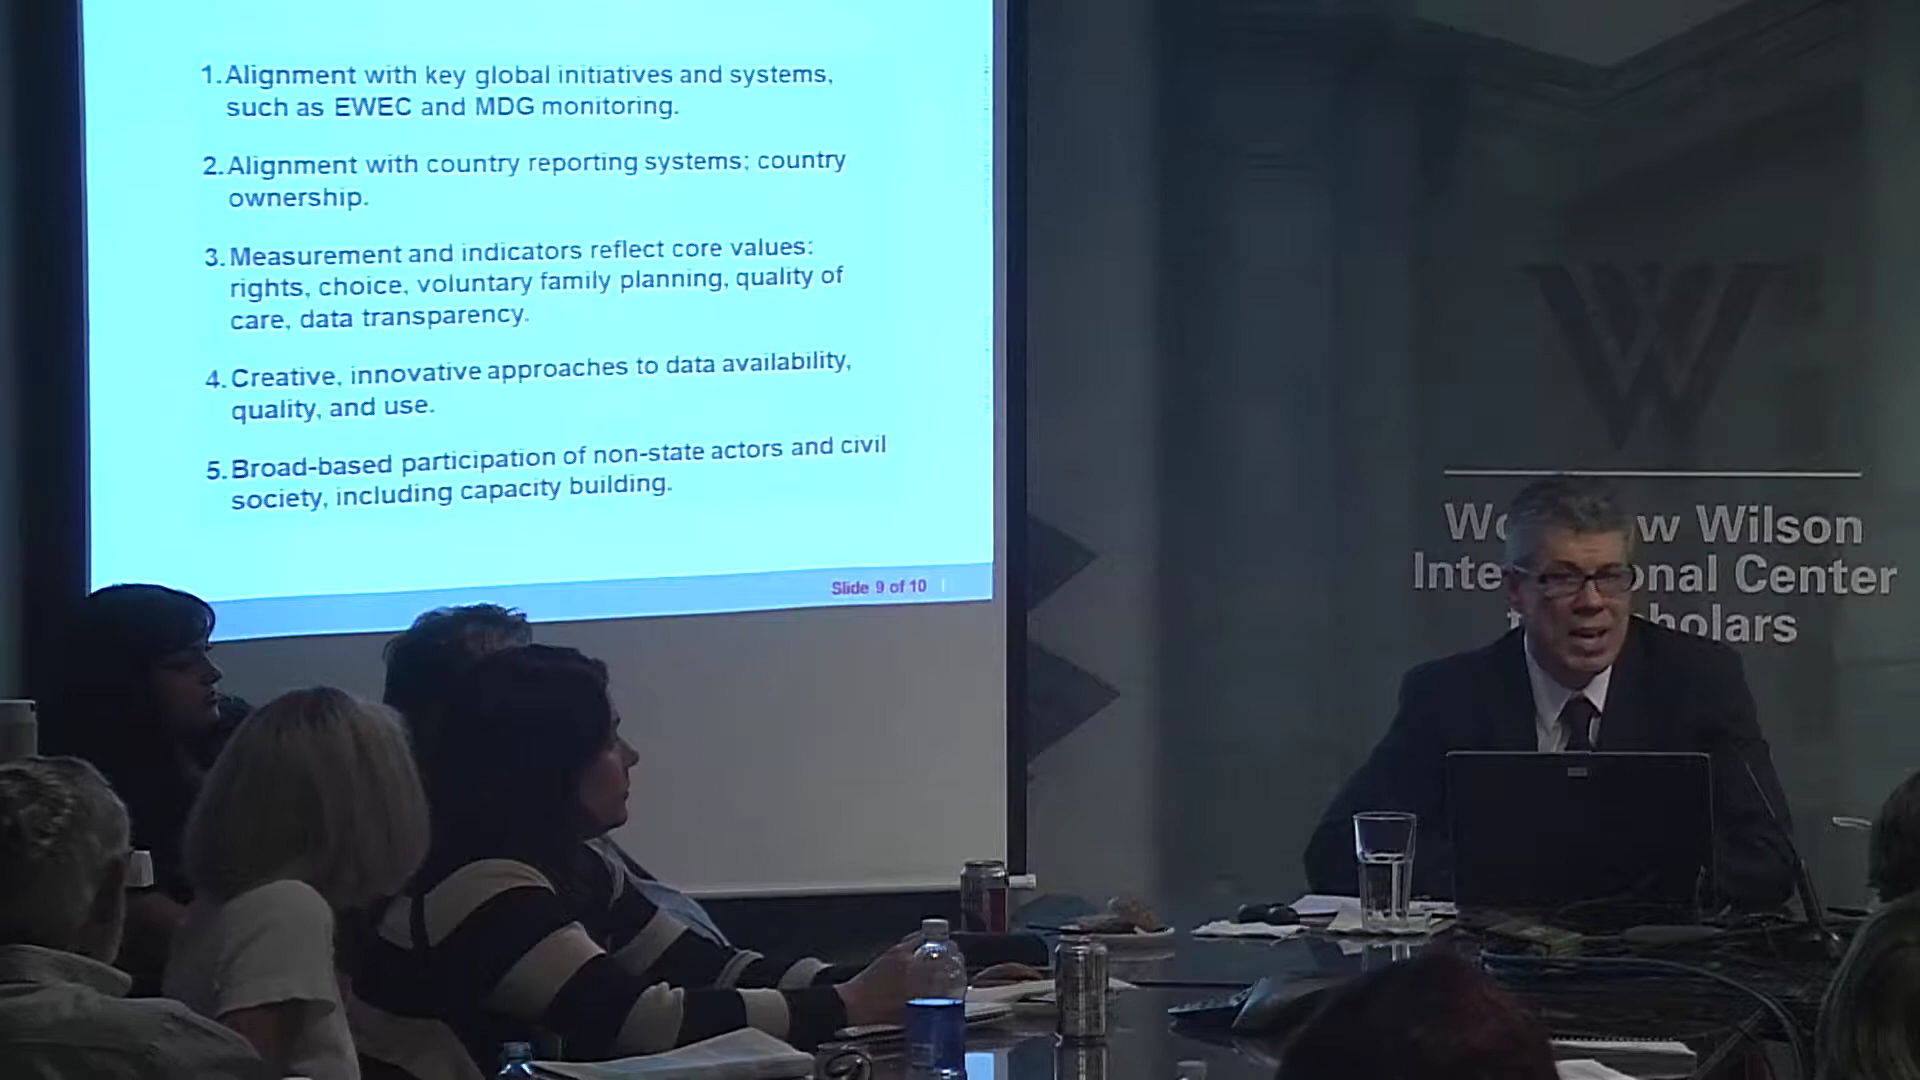 1. Alignment with key global initiatives and systems,
such as EWEC and MDG monitoring.
2. Alignment with country reporting systems; country
ownership.
3. Measurement and indicators reflect core values:
rights, choice, voluntary family planning, quality of
care, data transparency.
4. Creative, innovative approaches to data availability,
quality, and use.
5. Broad-based participation of non-state actors and civil
society, including capacity building.
Slide 9 of 10
W
Wo w Wilson
Inte onal Center
holars